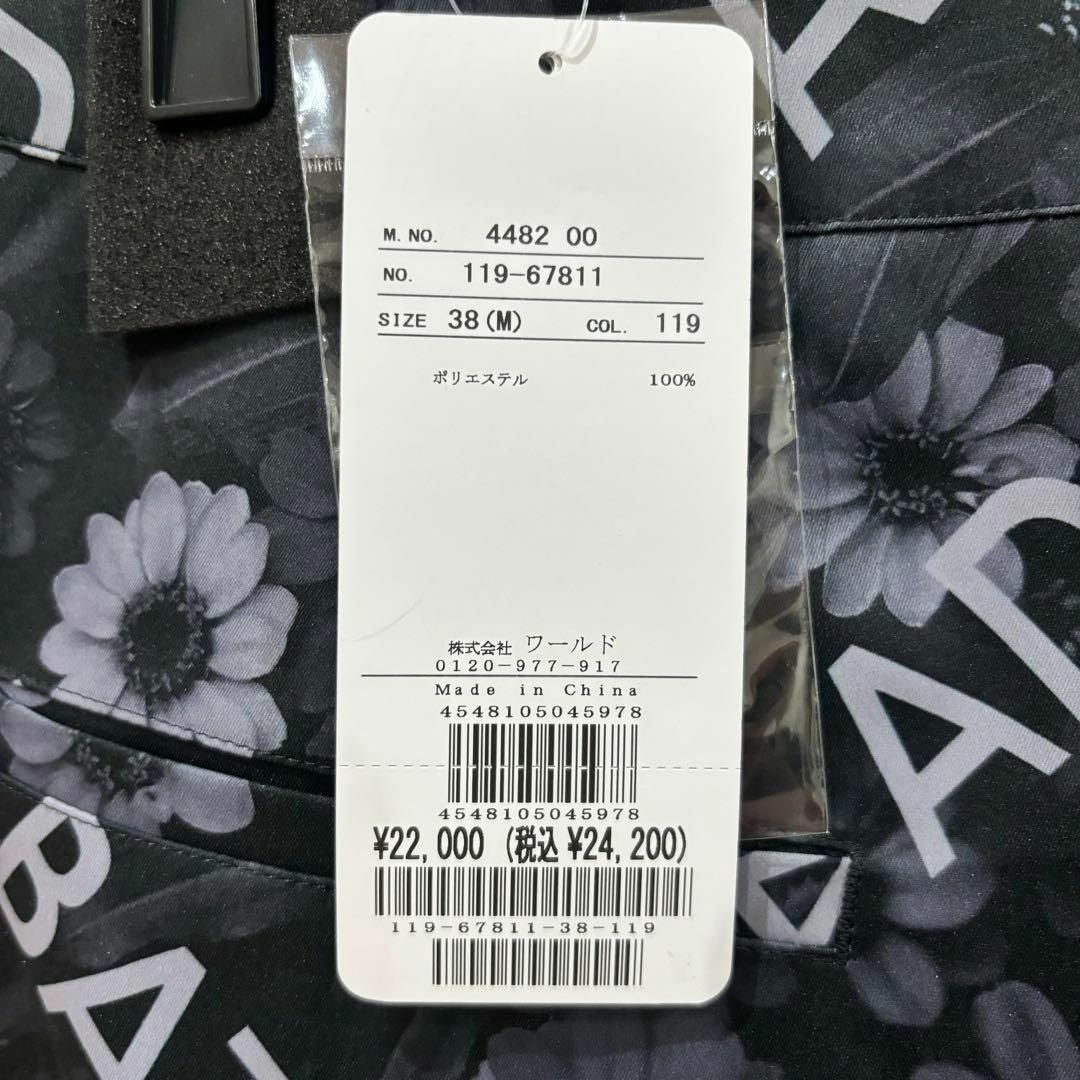 M. NO. 4482 00
NO. 119-67811
SIZE 38(M) COL. 119
ポリエステル 100%
株式会社 ワールド
0120-977-917
Made in China
4548105045978
4548105045978
¥22,000 (税込 ¥24,200)
119-67811-38-119